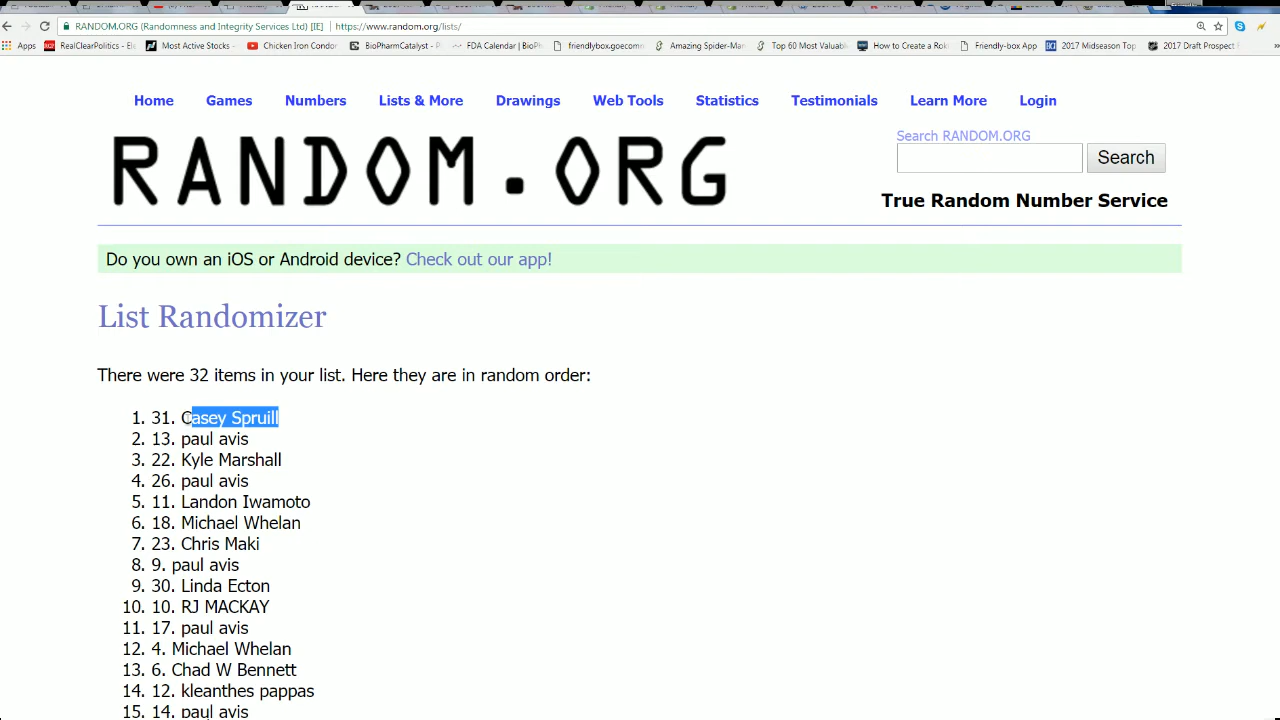 RANDOM.ORG (Randomness and Integrity Services Ltd) [IE] https://www.random.org/lists/
Apps RealClearPolitics - Ele Most Active Stocks - Chicken Iron Condor BioPharmCatalyst - P FDA Calendar | BioPh friendlybox.goecomm Amazing Spider-Man Top 60 Most Valuabl How to Create a Rok Friendly-box App 2017 Midseason Top 2017 Draft Prospect
Home Games Numbers Lists & More Drawings Web Tools Statistics Testimonials Learn More Login
RANDOM.ORG
Search RANDOM.ORG
Search
True Random Number Service
Do you own an iOS or Android device? Check out our app!
List Randomizer
There were 32 items in your list. Here they are in random order:
1. 31. Casey Spruill
2. 13. paul avis
3. 22. Kyle Marshall
4. 26. paul avis
5. 11. Landon Iwamoto
6. 18. Michael Whelan
7. 23. Chris Maki
8. 9. paul avis
9. 30. Linda Ecton
10. 10. RJ MACKAY
11. 17. paul avis
12. 4. Michael Whelan
13. 6. Chad W Bennett
14. 12. kleanthes pappas
15. 14. paul avis